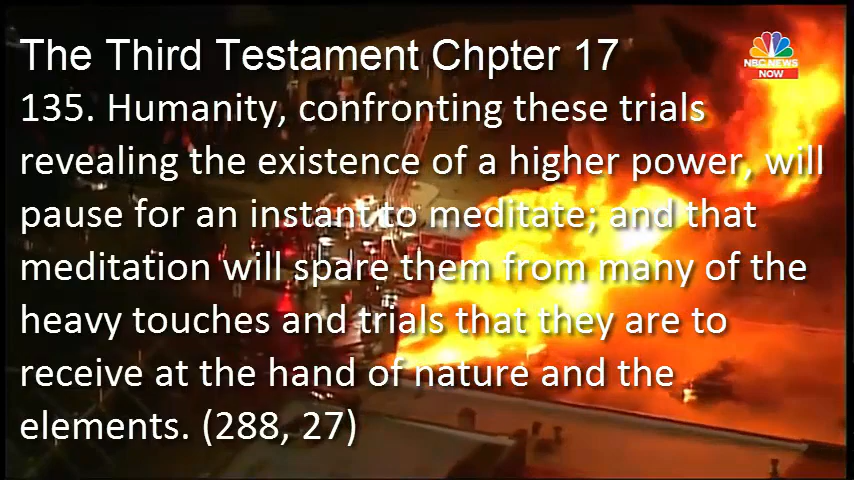 The Third Testament Chpter 17
NBC NEWS
NOW
135. Humanity, confronting these trials
revealing the existence of a higher power, will
pause for an instant to meditate; and that
meditation will spare them from many of the
heavy touches and trials that they are to
receive at the hand of nature and the
elements. (288, 27)